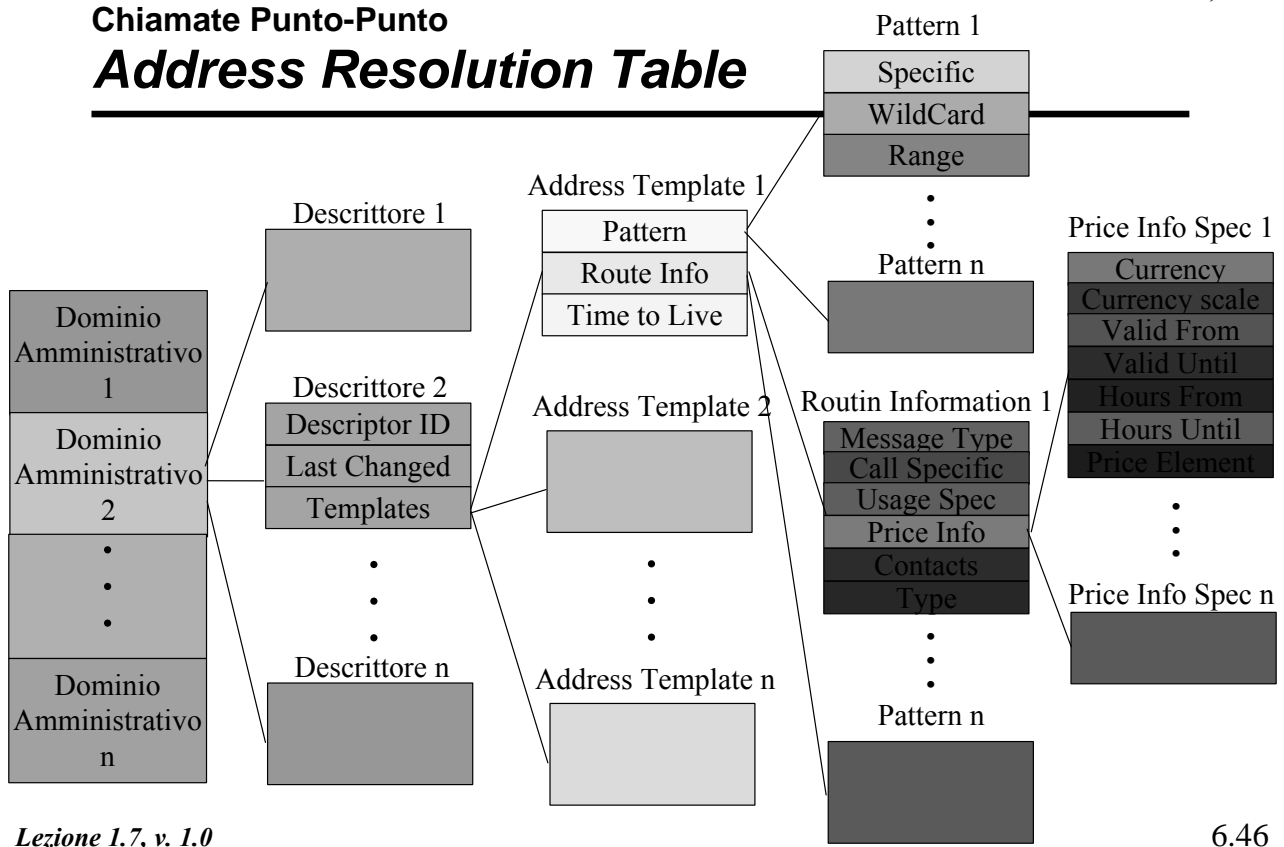 Chiamate Punto-Punto
Address Resolution Table
Pattern 1
Specific
WildCard
Range
Address Template 1
Pattern
Route Info
Time to Live
Descrittore 1
Pattern n
Price Info Spec 1
Currency
Currency scale
Valid From
Valid Until
Hours From
Hours Until
Price Element
Dominio
Amministrativo
1
Dominio
Amministrativo
2
Dominio
Amministrativo
n
Descrittore 2
Descriptor ID
Last Changed
Templates
Address Template 2
Routin Information 1
Message Type
Call Specific
Usage Spec
Price Info
Contacts
Type
Price Info Spec n
Descrittore n
Address Template n
Pattern n
Lezione 1.7, v. 1.0
6.46